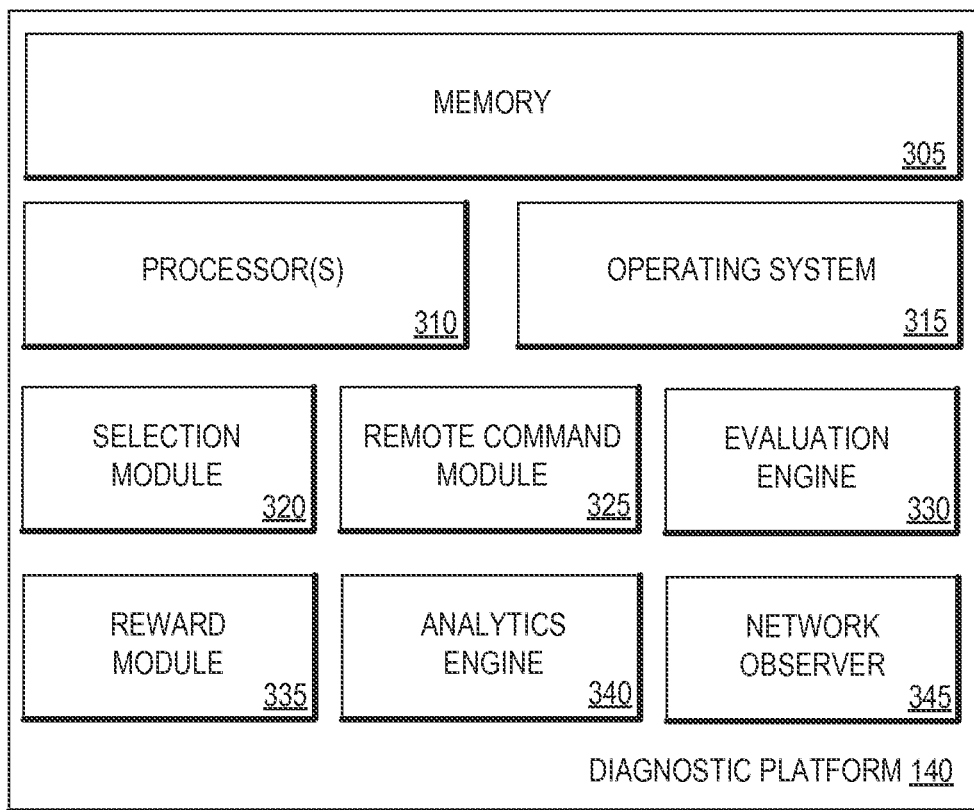 MEMORY
305
PROCESSOR(S)
310
OPERATING SYSTEM
315
SELECTION
MODULE
320
REMOTE COMMAND
MODULE
325
EVALUATION
ENGINE
330
REWARD
MODULE
335
ANALYTICS
ENGINE
340
NETWORK
OBSERVER
345
DIAGNOSTIC PLATFORM 140